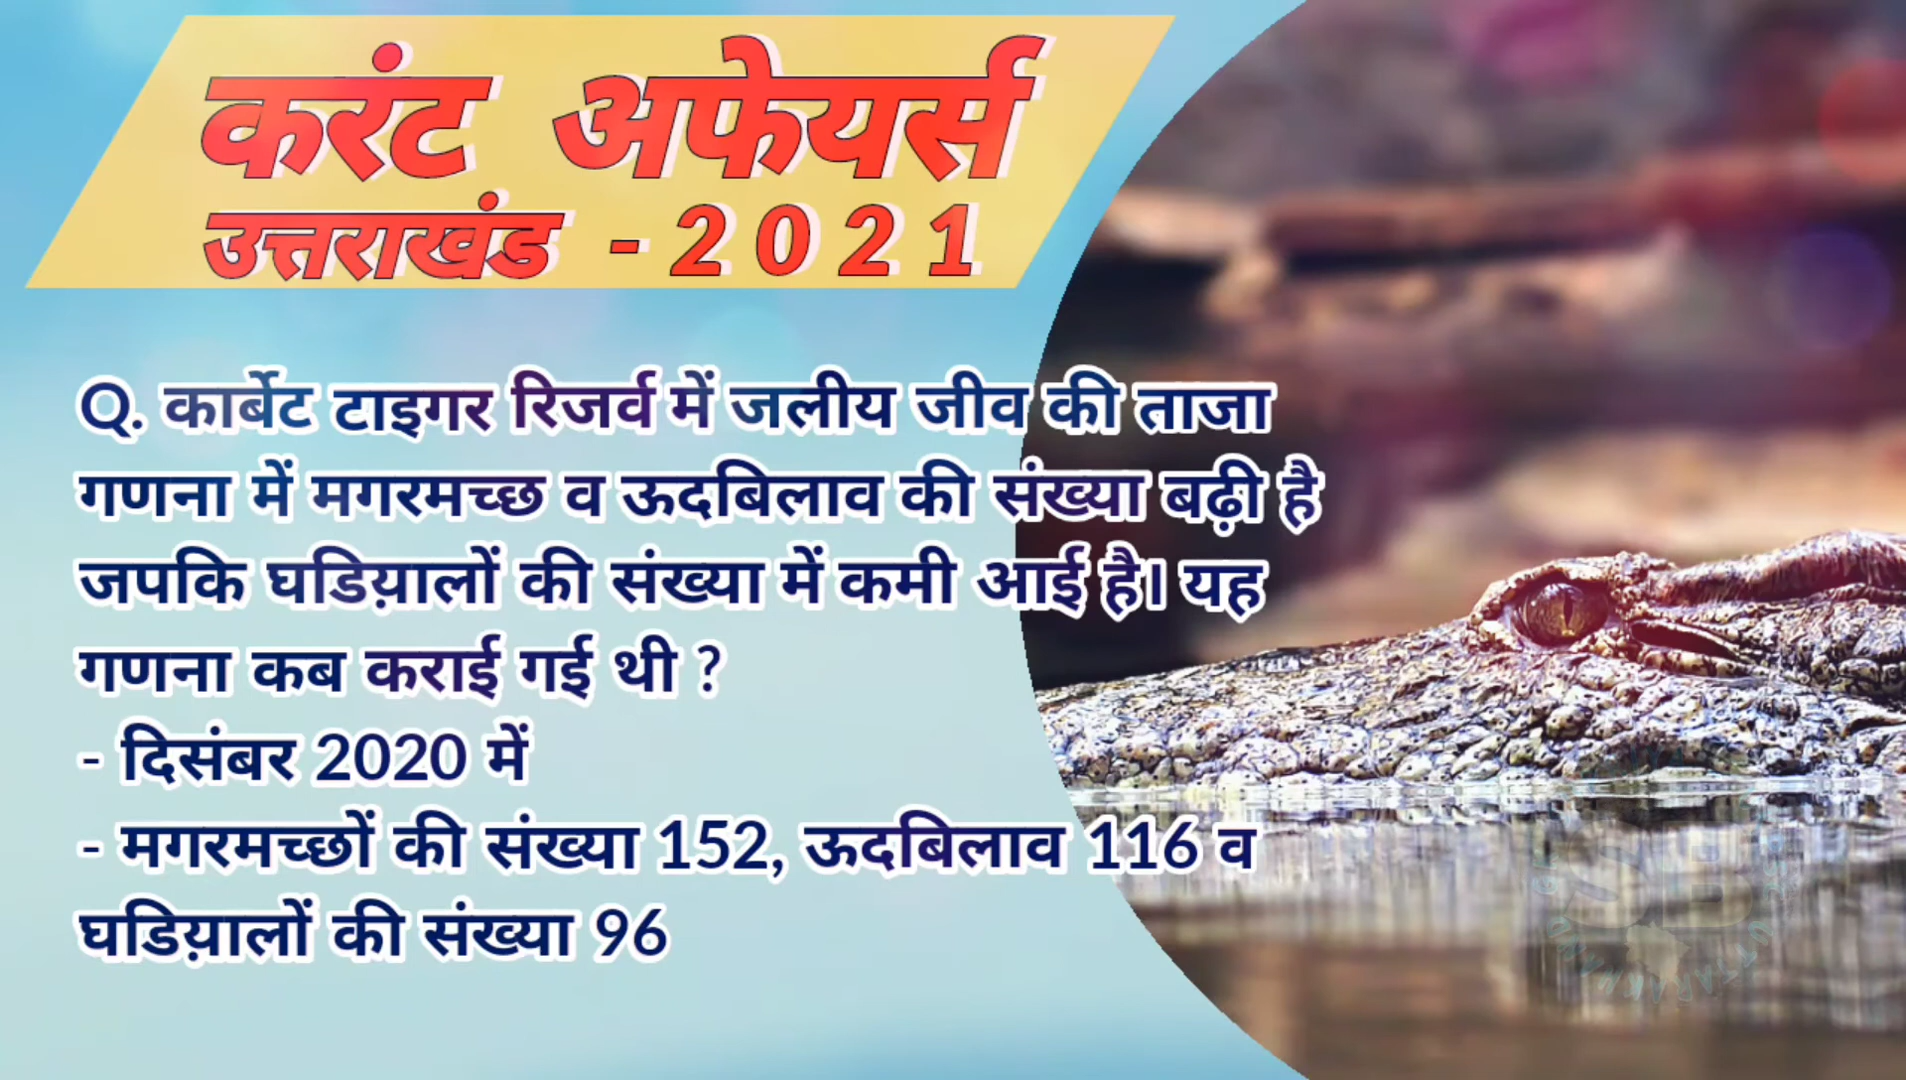 करंट अफेयर्स
उत्तराखंड - 2021
Q. कार्बेट टाइगर रिजर्व में जलीय जीव की ताजा
गणना में मगरमच्छ व ऊदबिलाव की संख्या बढ़ी है
जपकि घडिय़ालों की संख्या में कमी आई है। यह
गणना कब कराई गई थी ?
- दिसंबर 2020 में
- मगरमच्छों की संख्या 152, ऊदबिलाव 116 व
घडिय़ालों की संख्या 96